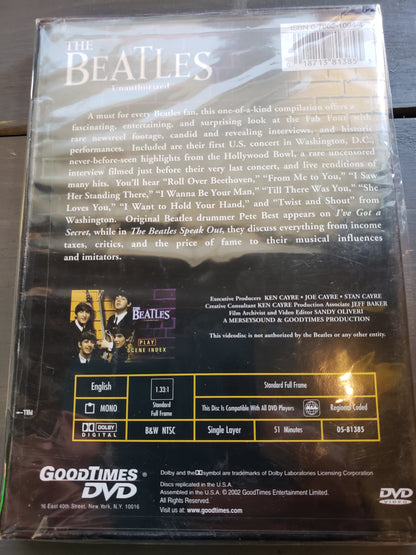 ISBN 0-7662-1004-4
THE
BEATLES
Unauthorized
18713 81385
A must for every Beatles fan, this one-of-a-kind compilation offers a
fascinating, entertaining, and surprising look at the Fab Four with
rare newsreel footage, candid and revealing interviews, and historic
performances. Included are their first U.S. concert in Washington, D.C.,
never-before-seen highlights from the Hollywood Bowl, a rare uncensored
interview filmed just before their very last concert, and live renditions of
many hits. You'll hear "Roll Over Beethoven," "From Me to You," "I Saw
Her Standing There," "I Wanna Be Your Man," "Till There Was You," "She
Loves You," "I Want to Hold Your Hand," and "Twist and Shout" from
Washington. Original Beatles drummer Pete Best appears on I've Got a
Secret, while in The Beatles Speak Out, they discuss everything from income
taxes, critics, and the price of fame to their musical influences
and imitators.
THE
BEATLES
PLAY
SCENE INDEX
Executive Producers KEN CAYRE • JOE CAYRE • STAN CAYRE
Creative Consultant KEN CAYRE Production Associate JEFF BAKER
Film Archivist and Video Editor SANDY OLIVERI
A MERSEYSOUND & GOODTIMES PRODUCTION
This videodisc is not authorized by the Beatles or any other entity.
English
1.33:1
Standard Full Frame
MONO
Standard
Full Frame
This Disc Is Compatible With All DVD Players
Regional Coded
DOLBY
DIGITAL
B&W NTSC
Single Layer
51 Minutes
05-81385
GOODTIMES®
DVD
16 East 40th Street, New York, N.Y. 10016
Dolby and the symbol are trademarks of Dolby Laboratories Licensing Corporation.
Disc replicated in U.S.A.
Assembled in U.S.A. © 2002 GoodTimes Entertainment Limited.
All Rights Reserved.
Visit us at: www.goodtimes.com
DVD
VIDEO